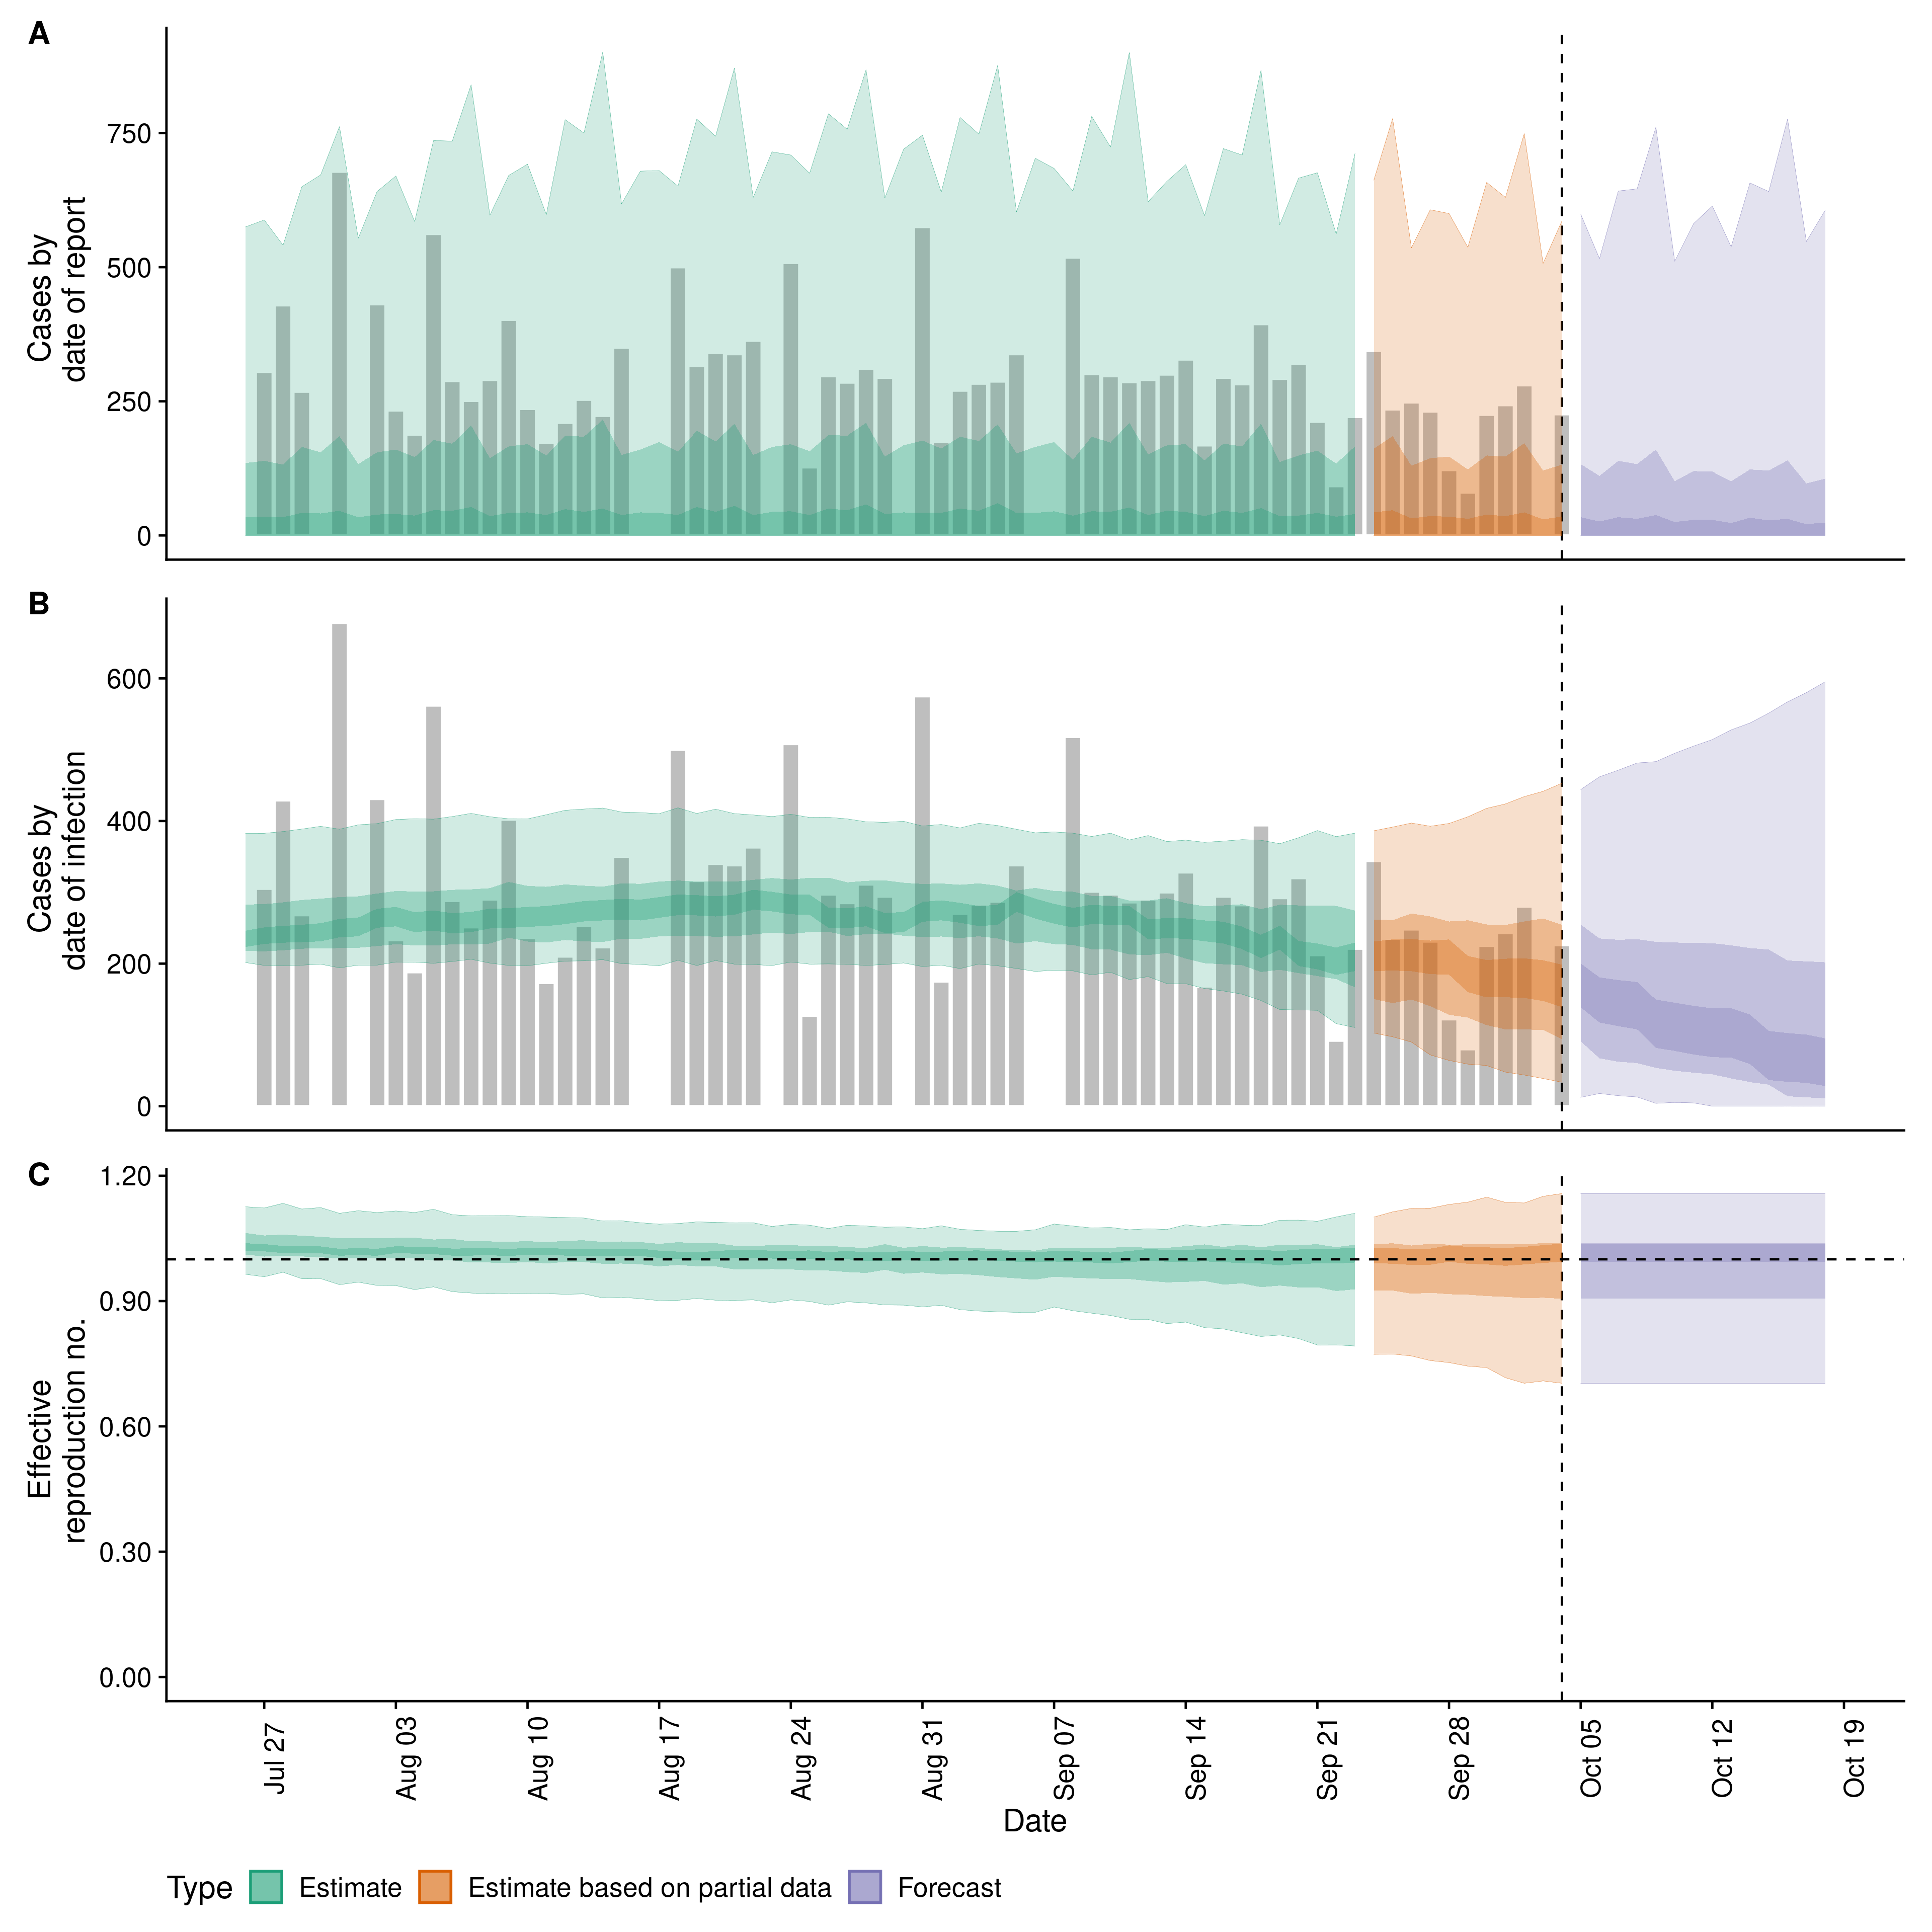 A
Cases by
date of report
750
500
250
0
B
Cases by
date of infection
600
400
200
0
C
Effective
reproduction no.
1.20
0.90
0.60
0.30
0.00
Jul 27
Aug 03
Aug 10
Aug 17
Aug 24
Aug 31
Sep 07
Sep 14
Sep 21
Sep 28
Oct 05
Oct 12
Oct 19
Date
Type Estimate Estimate based on partial data Forecast